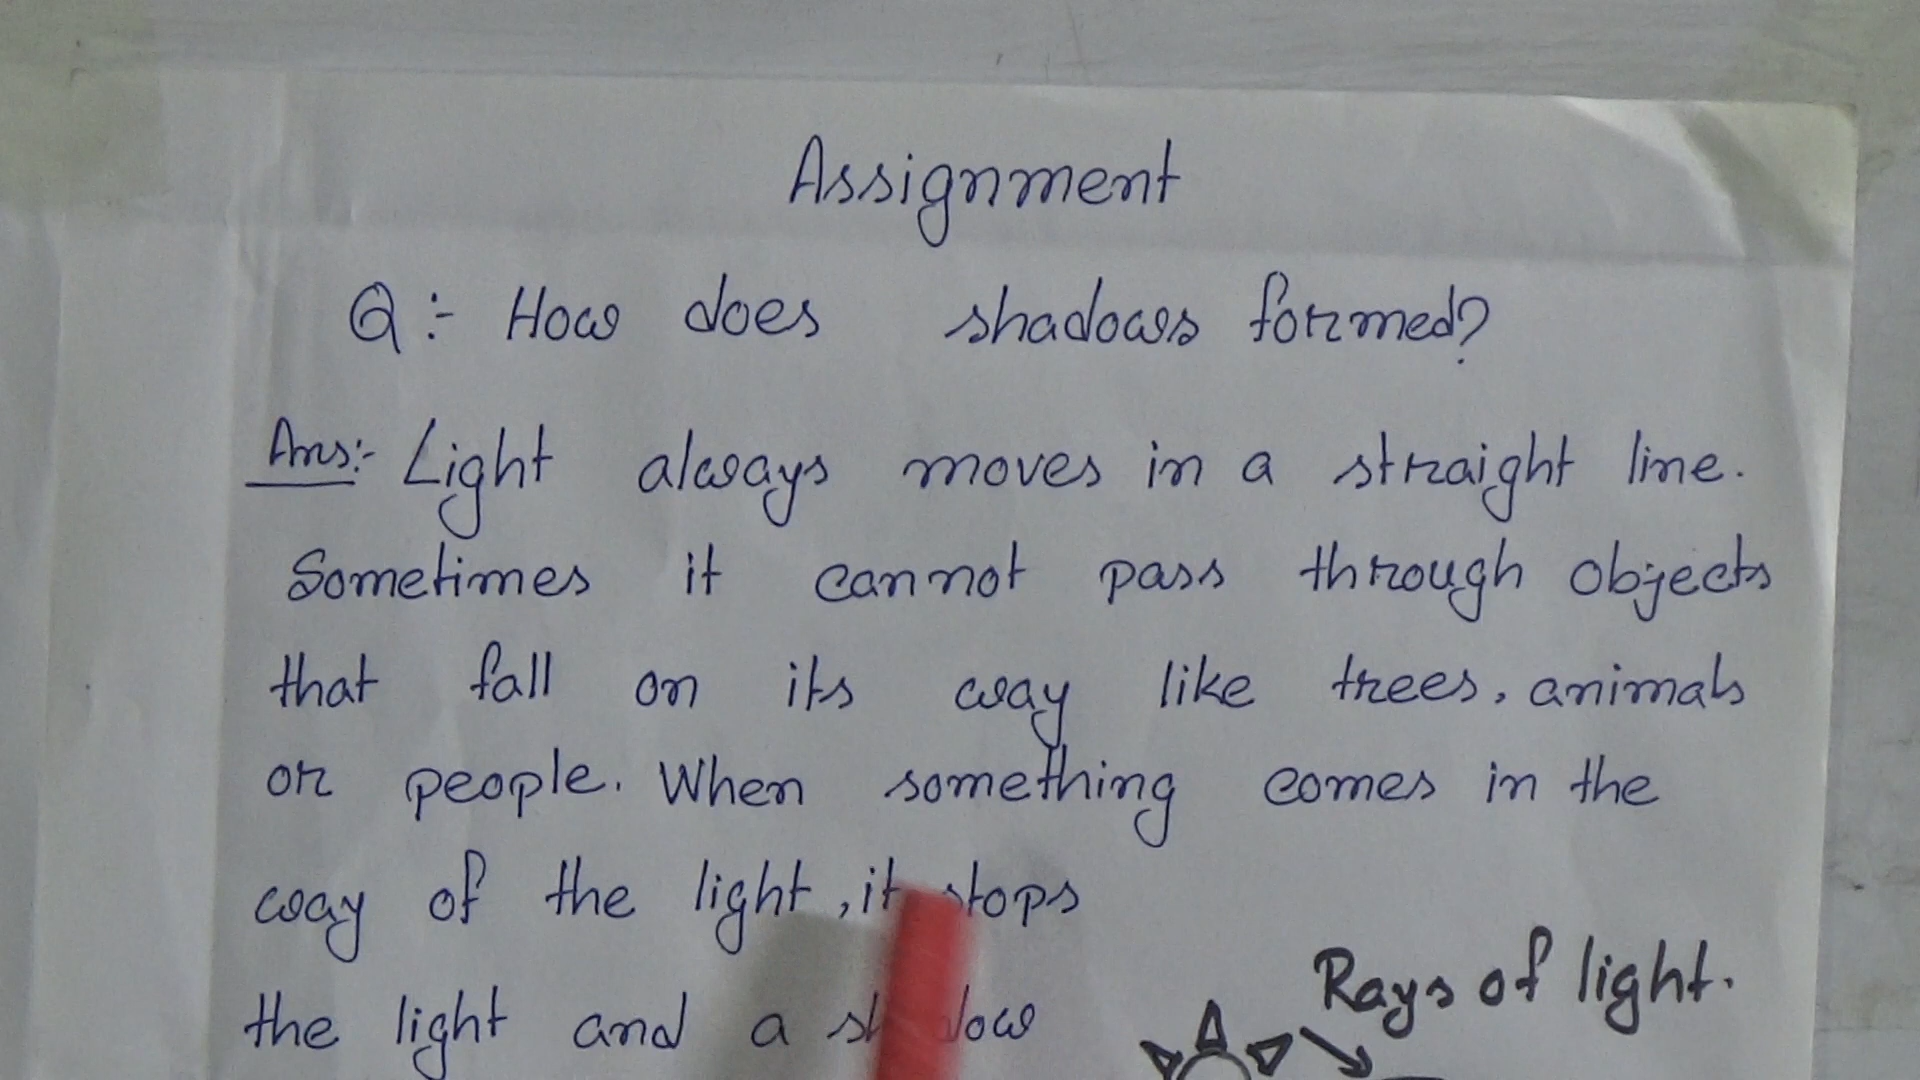 Assignment
Q:- How does shadows formed?
Ans:- Light always moves in a straight line.
Sometimes it cannot pass through objects
that fall on its way like trees, animals
or people. When something comes in the
way of the light, it stops
the light and a shadow
Rays of light.